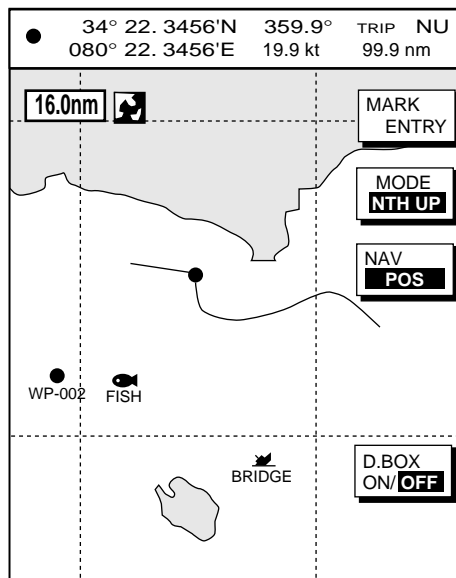 34° 22. 3456'N 359.9° TRIP NU
080° 22. 3456'E 19.9 kt 99.9 nm
16.0nm
MARK
ENTRY
MODE
NTH UP
NAV
POS
WP-002 FISH
BRIDGE
D.BOX
ON/OFF